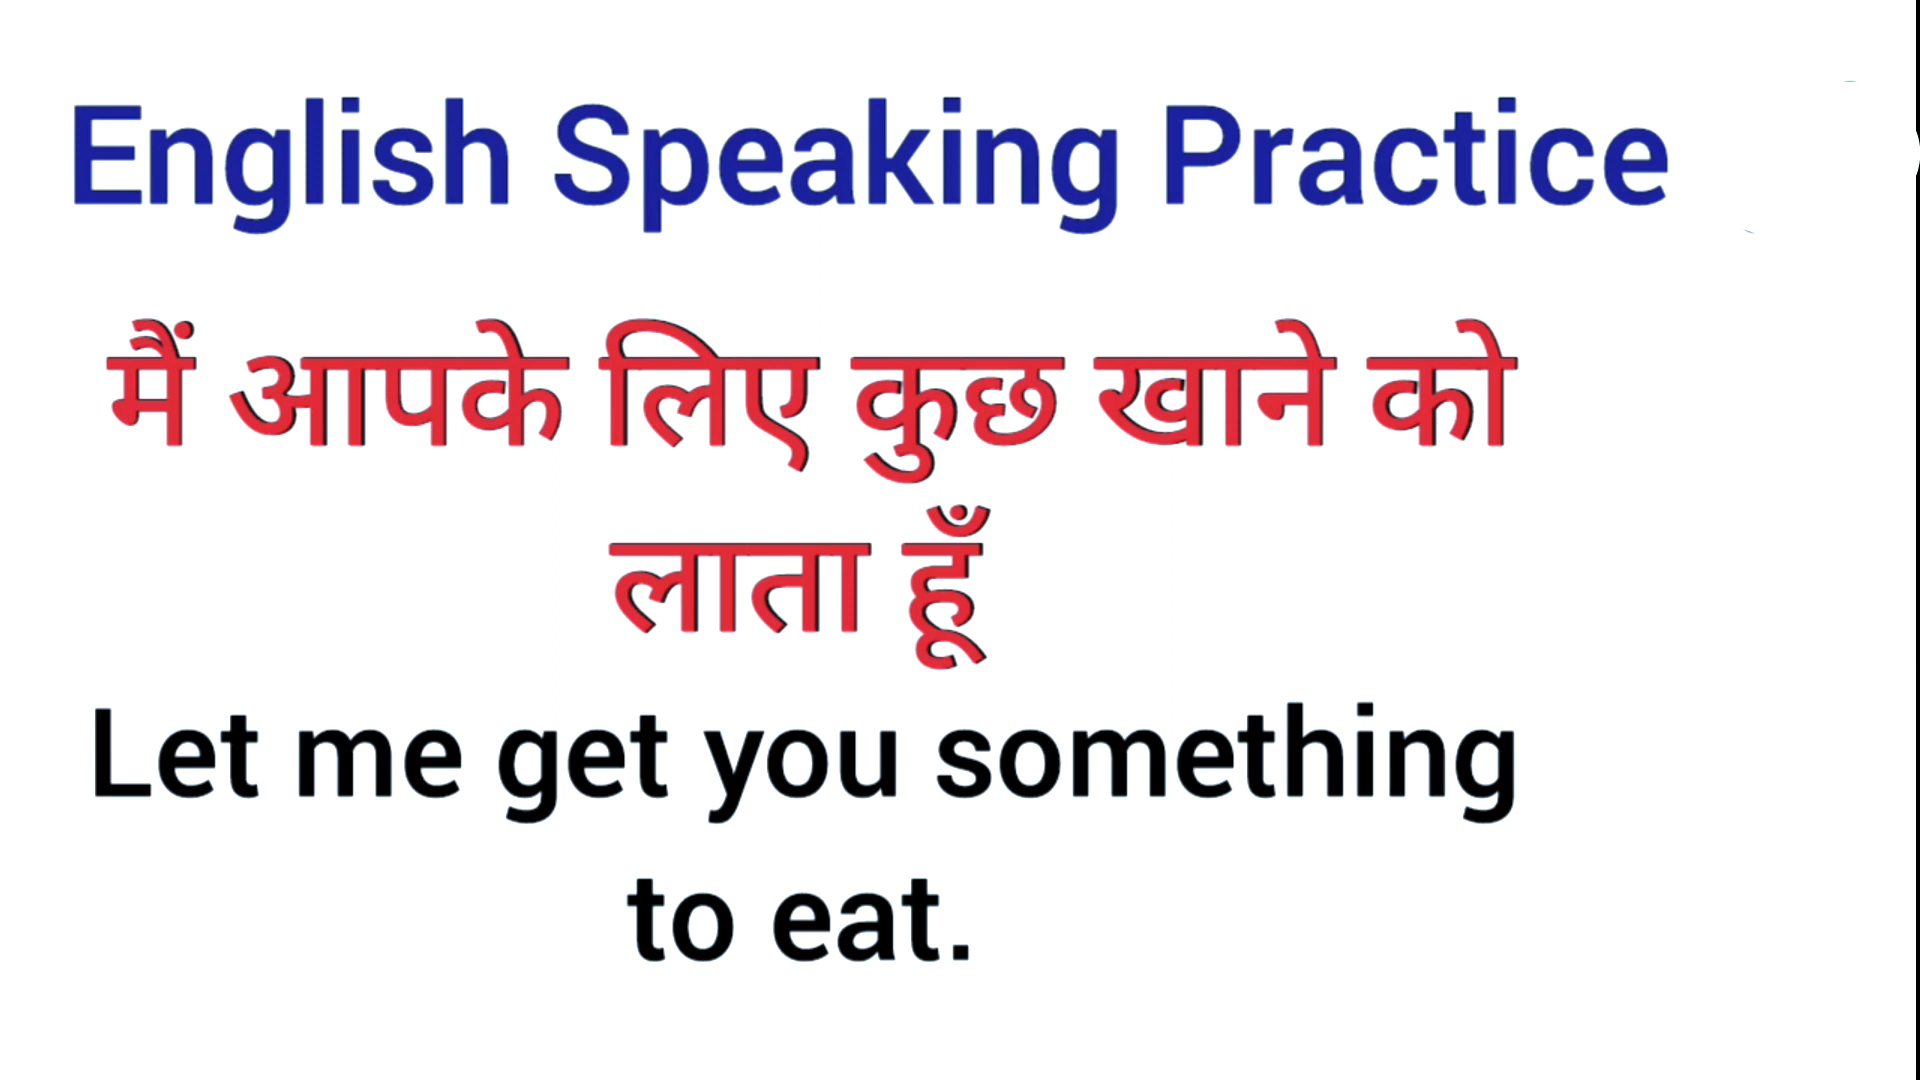 English Speaking Practice
मैं आपके लिए कुछ खाने को
लाता हूँ
Let me get you something
to eat.